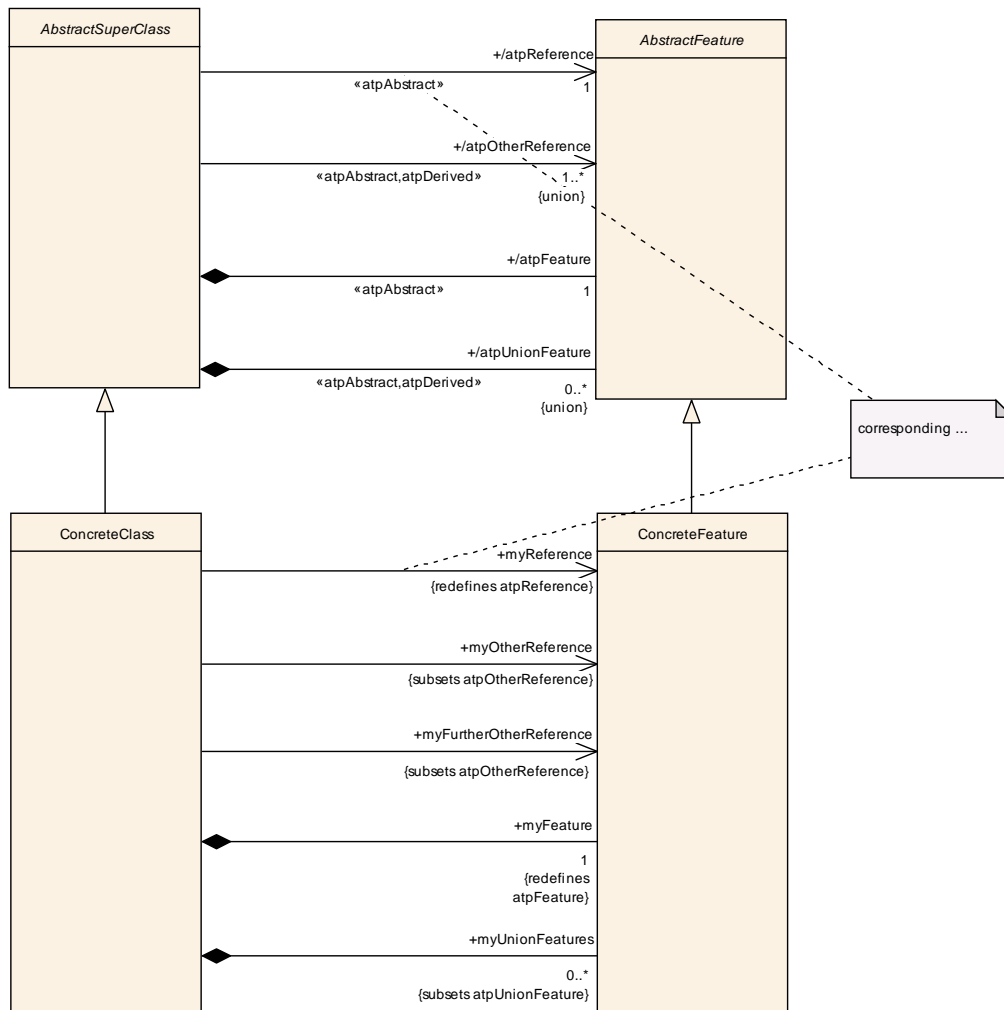 AbstractSuperClass
AbstractFeature
+/atpReference
«atpAbstract»
1
+/atpOtherReference
«atpAbstract,atpDerived»
1..*
{union}
+/atpFeature
«atpAbstract»
1
+/atpUnionFeature
«atpAbstract,atpDerived»
0..*
{union}
corresponding ...
ConcreteClass
ConcreteFeature
+myReference
{redefines atpReference}
+myOtherReference
{subsets atpOtherReference}
+myFurtherOtherReference
{subsets atpOtherReference}
+myFeature
1
{redefines
atpFeature}
+myUnionFeatures
0..*
{subsets atpUnionFeature}